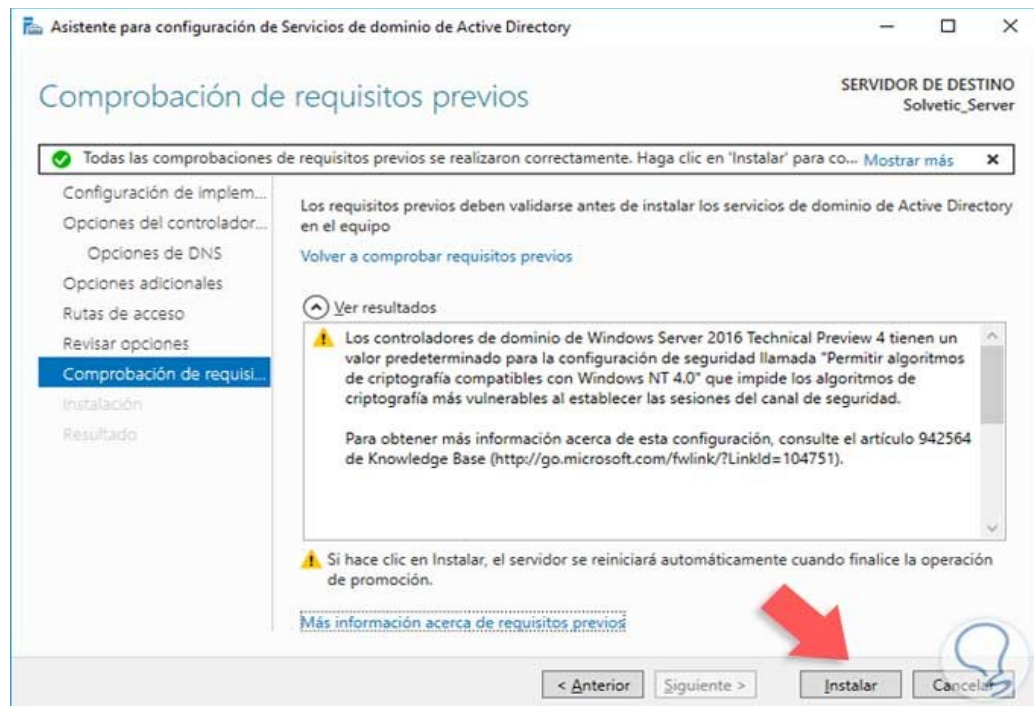 Asistente para configuración de Servicios de dominio de Active Directory
Comprobación de requisitos previos
SERVIDOR DE DESTINO
Solvetic_Server
Todas las comprobaciones de requisitos previos se realizaron correctamente. Haga clic en 'Instalar' para co... Mostrar más
Configuración de implem...
Opciones del controlador...
Opciones de DNS
Opciones adicionales
Rutas de acceso
Revisar opciones
Comprobación de requisi...
Instalación
Resultado
Los requisitos previos deben validarse antes de instalar los servicios de dominio de Active Directory
en el equipo
Volver a comprobar requisitos previos
Ver resultados
Los controladores de dominio de Windows Server 2016 Technical Preview 4 tienen un
valor predeterminado para la configuración de seguridad llamada "Permitir algoritmos
de criptografía compatibles con Windows NT 4.0" que impide los algoritmos de
criptografía más vulnerables al establecer las sesiones del canal de seguridad.
Para obtener más información acerca de esta configuración, consulte el artículo 942564
de Knowledge Base (http://go.microsoft.com/fwlink/?LinkId=104751).
Si hace clic en Instalar, el servidor se reiniciará automáticamente cuando finalice la operación
de promoción.
Más información acerca de requisitos previos
< Anterior Siguiente > Instalar Cancelar